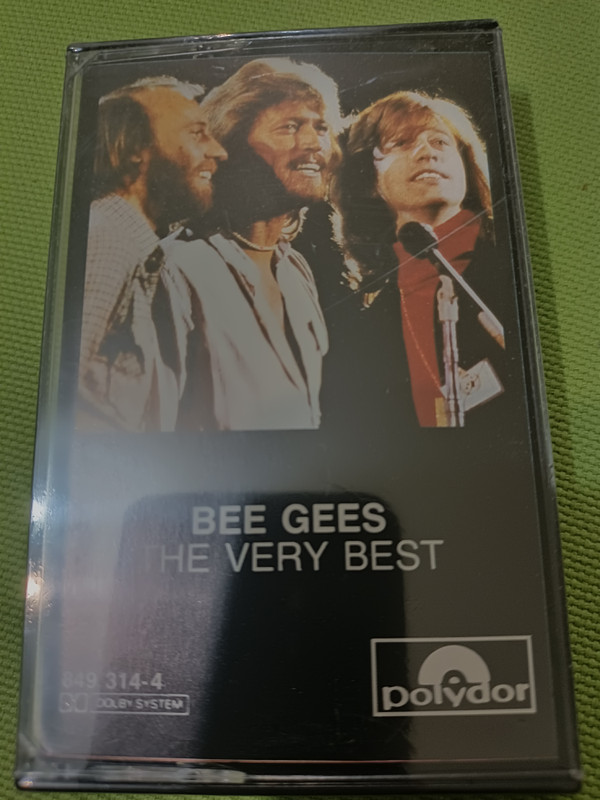 BEE GEES
THE VERY BEST
849 314-4
DOLBY SYSTEM
polydor